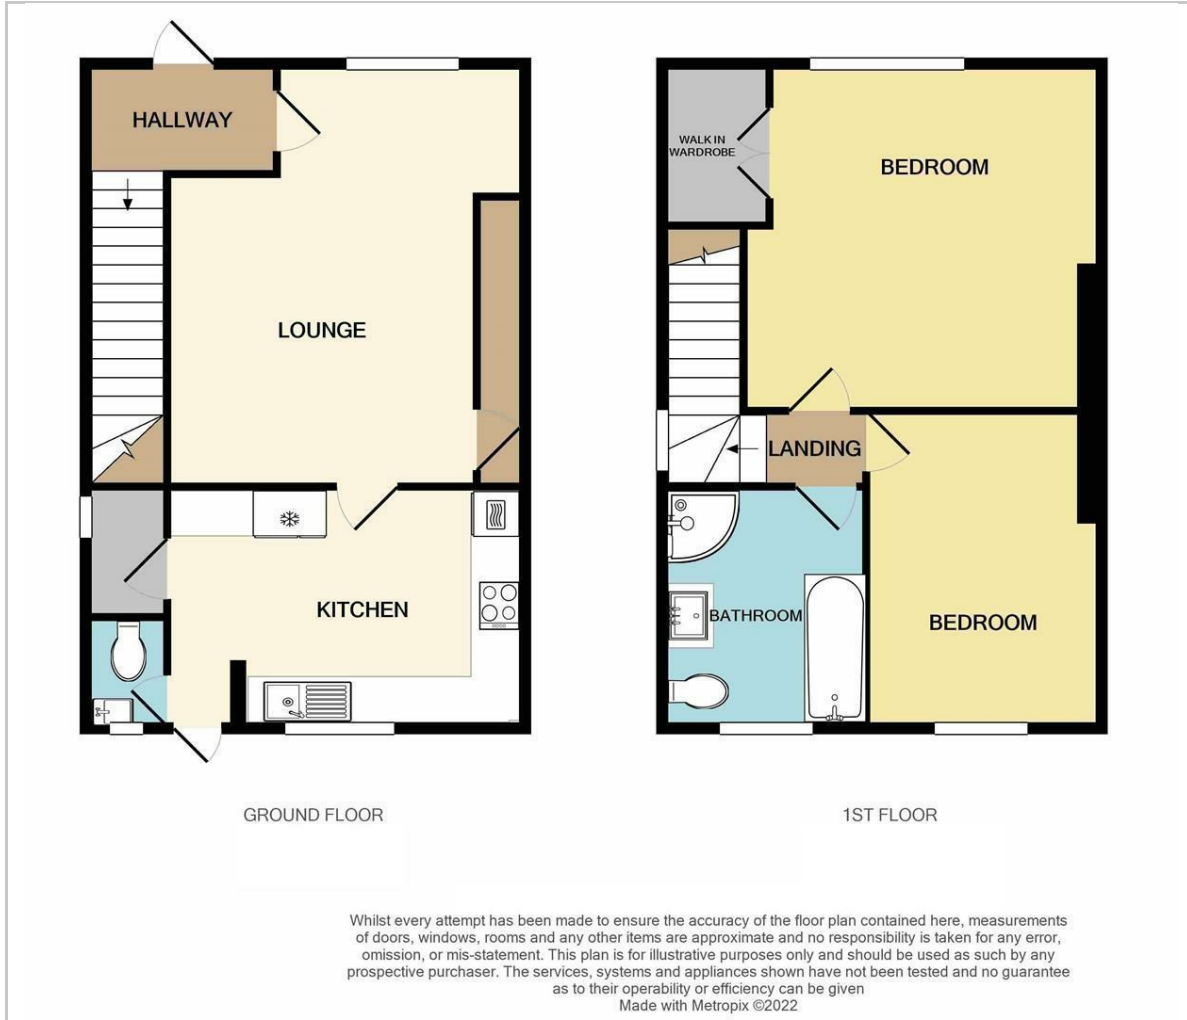 HALLWAY
LOUNGE
KITCHEN
WALK IN
WARDROBE
BEDROOM
LANDING
BATHROOM
BEDROOM
GROUND FLOOR
1ST FLOOR
Whilst every attempt has been made to ensure the accuracy of the floor plan contained here, measurements
of doors, windows, rooms and any other items are approximate and no responsibility is taken for any error,
omission, or mis-statement. This plan is for illustrative purposes only and should be used as such by any
prospective purchaser. The services, systems and appliances shown have not been tested and no guarantee
as to their operability or efficiency can be given
Made with Metropix ©2022